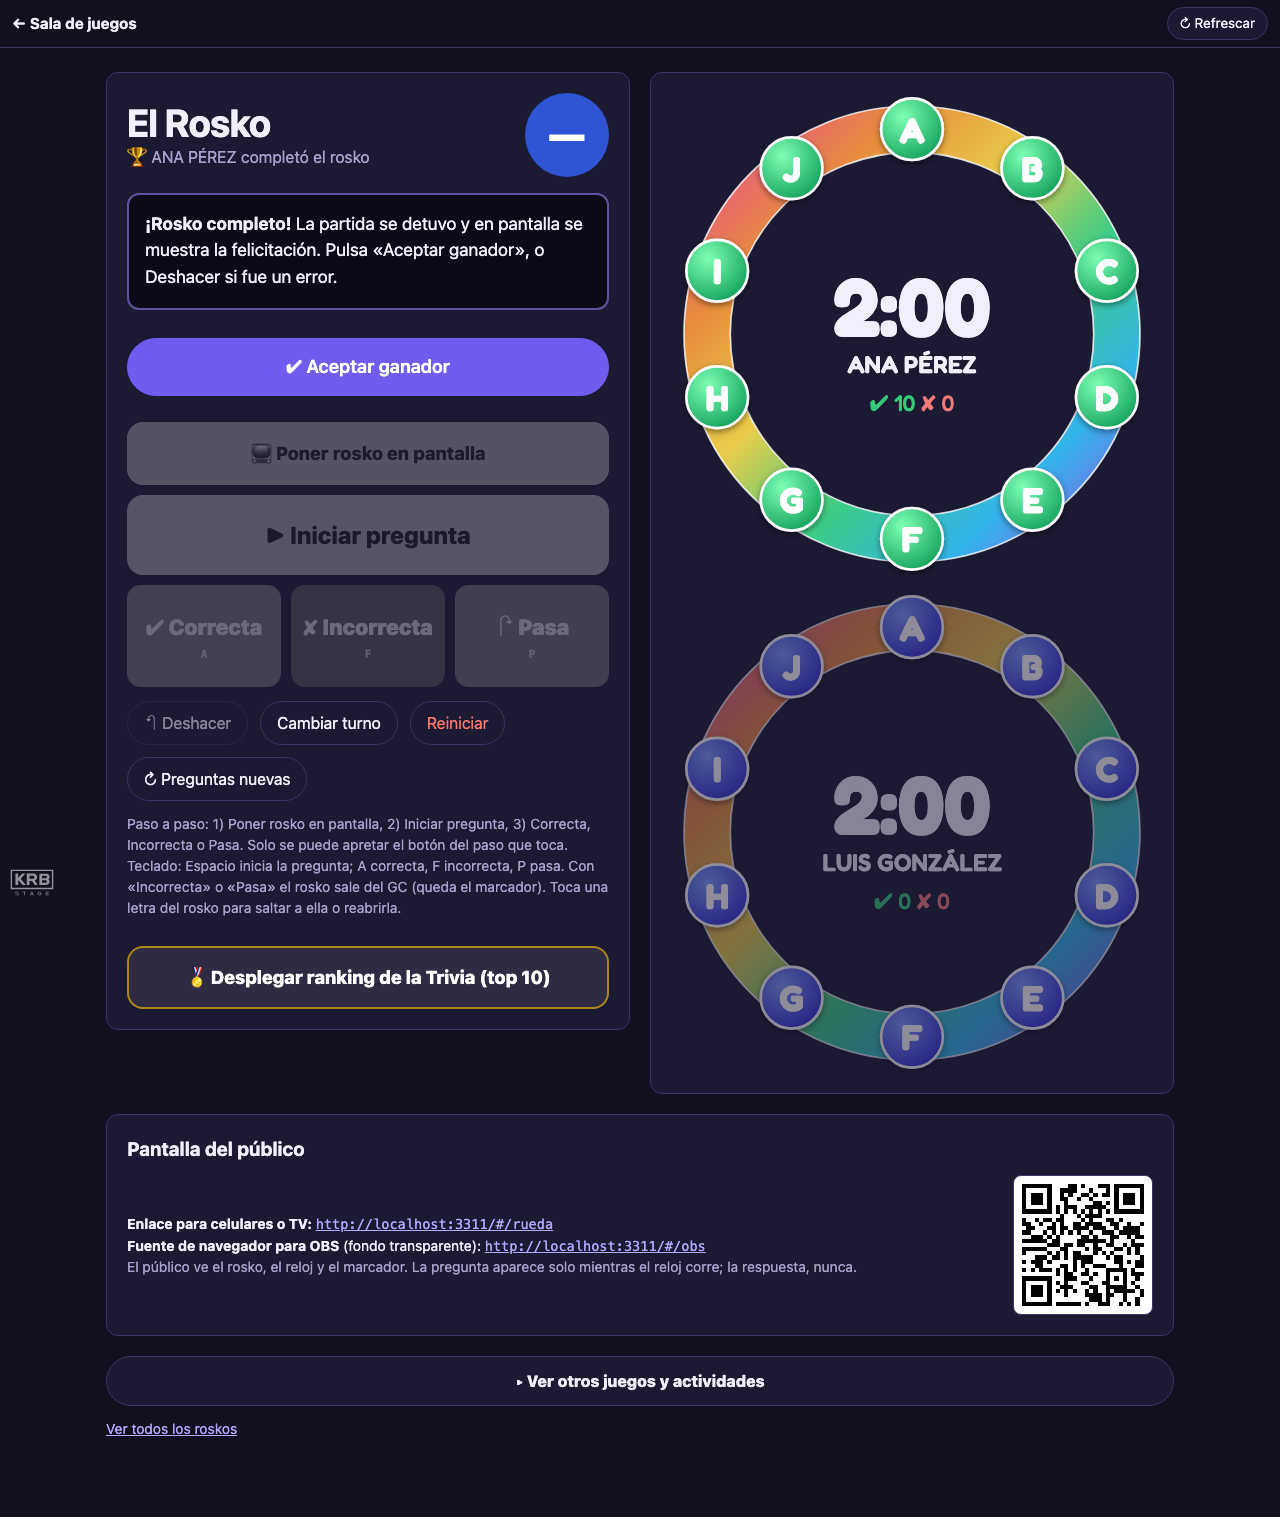 ← Sala de juegos
↻ Refrescar
El Rosko
🏆 ANA PÉREZ completó el rosko
—
¡Rosko completo! La partida se detuvo y en pantalla se
muestra la felicitación. Pulsa «Aceptar ganador», o
Deshacer si fue un error.
✔ Aceptar ganador
Poner rosko en pantalla
▶ Iniciar pregunta
✔ Correcta
A
✘ Incorrecta
F
Pasa
P
Deshacer
Cambiar turno
Reiniciar
↻ Preguntas nuevas
Paso a paso: 1) Poner rosko en pantalla, 2) Iniciar pregunta, 3) Correcta,
Incorrecta o Pasa. Solo se puede apretar el botón del paso que toca.
Teclado: Espacio inicia la pregunta; A correcta, F incorrecta, P pasa. Con
«Incorrecta» o «Pasa» el rosko sale del GC (queda el marcador). Toca una
letra del rosko para saltar a ella o reabrirla.
🏅 Desplegar ranking de la Trivia (top 10)
A
B
C
D
E
F
G
H
I
J
2:00
ANA PÉREZ
✔ 10 ✘ 0
A
B
C
D
E
F
G
H
I
J
2:00
LUIS GONZÁLEZ
✔ 0 ✘ 0
KRB
STAGE
Pantalla del público
Enlace para celulares o TV: http://localhost:3311/#/rueda
Fuente de navegador para OBS (fondo transparente): http://localhost:3311/#/obs
El público ve el rosko, el reloj y el marcador. La pregunta aparece solo mientras el reloj corre; la respuesta, nunca.
▸ Ver otros juegos y actividades
Ver todos los roskos